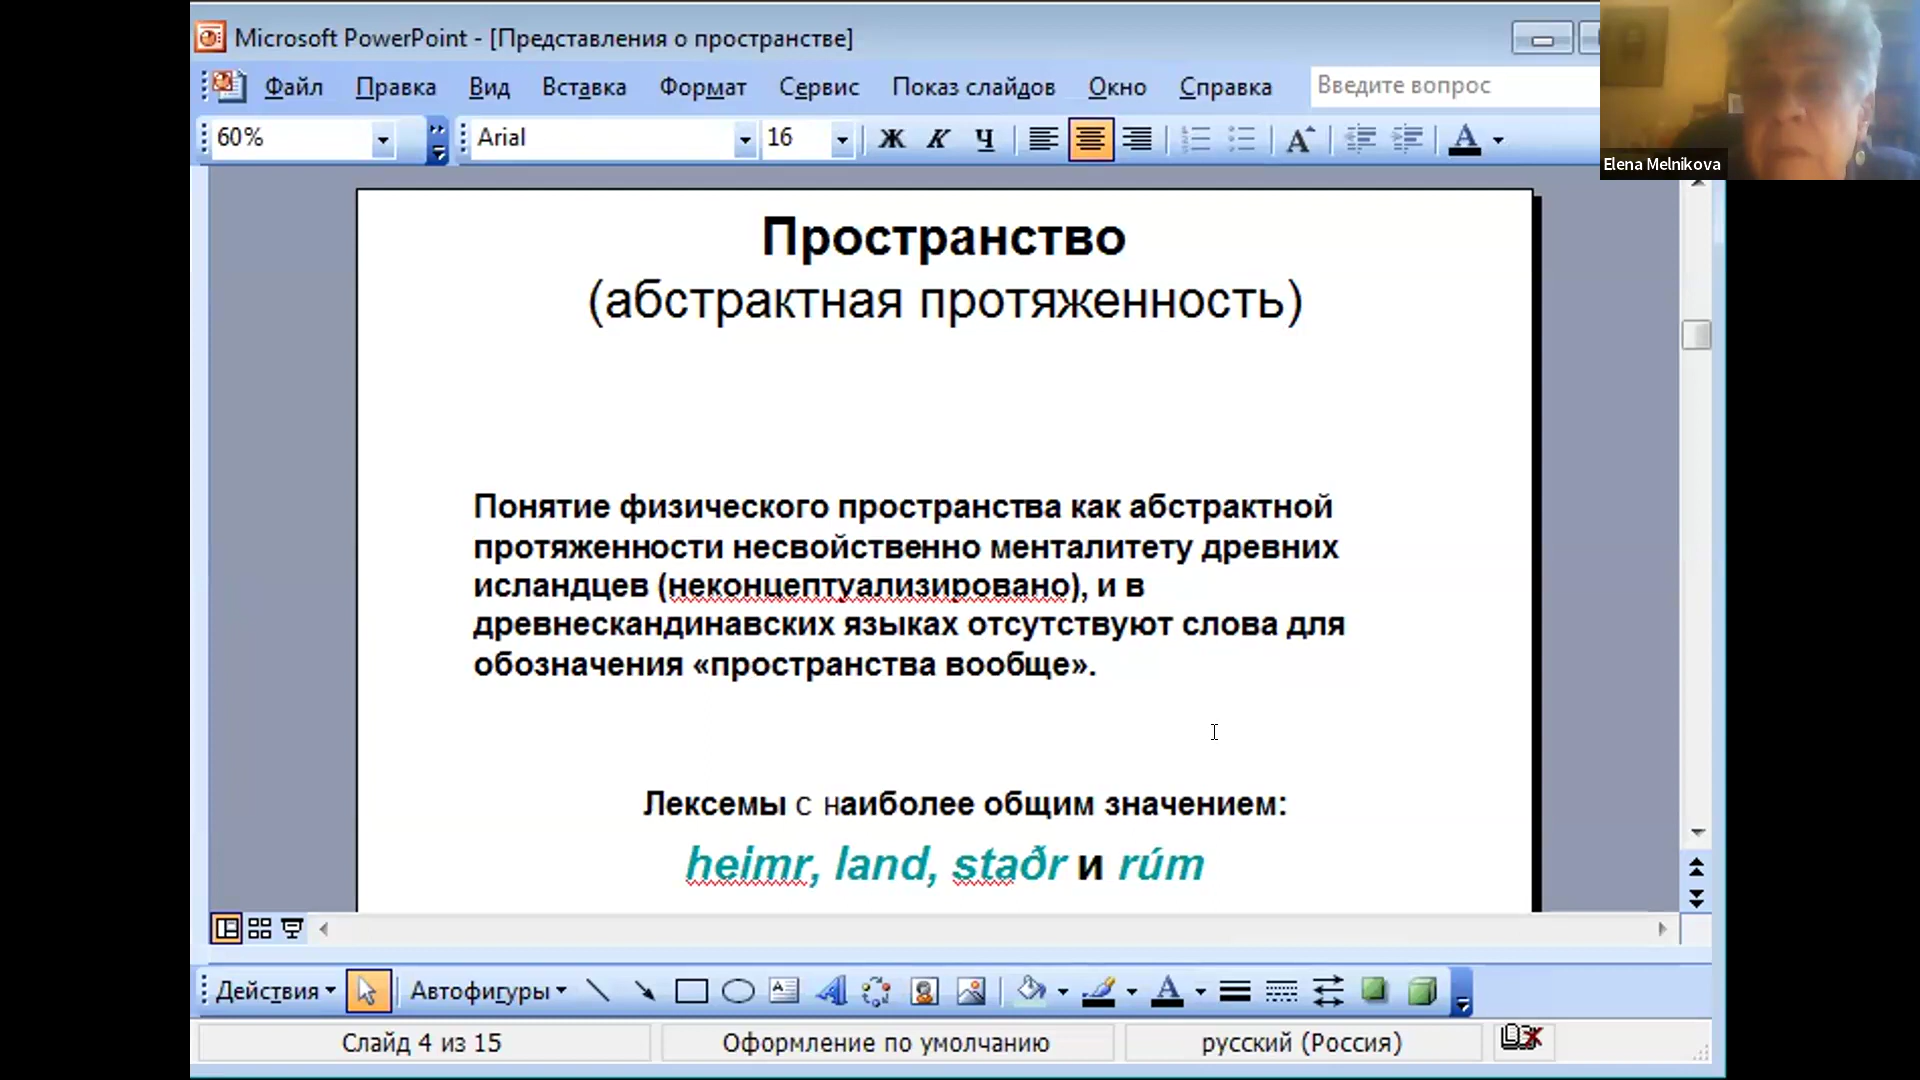 Microsoft PowerPoint - [Представления о пространстве]
Файл Правка Вид Вставка Формат Сервис Показ слайдов Окно Справка Введите вопрос
60% Arial 16 Ж К Ч
Elena Melnikova
Пространство
(абстрактная протяженность)
Понятие физического пространства как абстрактной
протяженности несвойственно менталитету древних
исландцев (неконцептуализировано), и в
древнескандинавских языках отсутствуют слова для
обозначения «пространства вообще».
Лексемы с наиболее общим значением:
heimr, land, staðr и rúm
Действия Автофигуры
Слайд 4 из 15 Оформление по умолчанию русский (Россия)